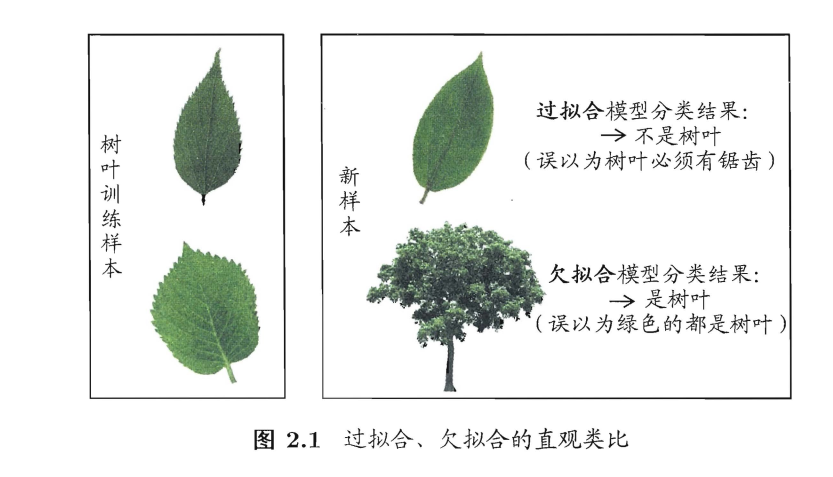 树叶训练样本
新样本
过拟合模型分类结果:
→ 不是树叶
(误以为树叶必须有锯齿)
欠拟合模型分类结果:
→ 是树叶
(误以为绿色的都是树叶)
图 2.1 过拟合、欠拟合的直观类比